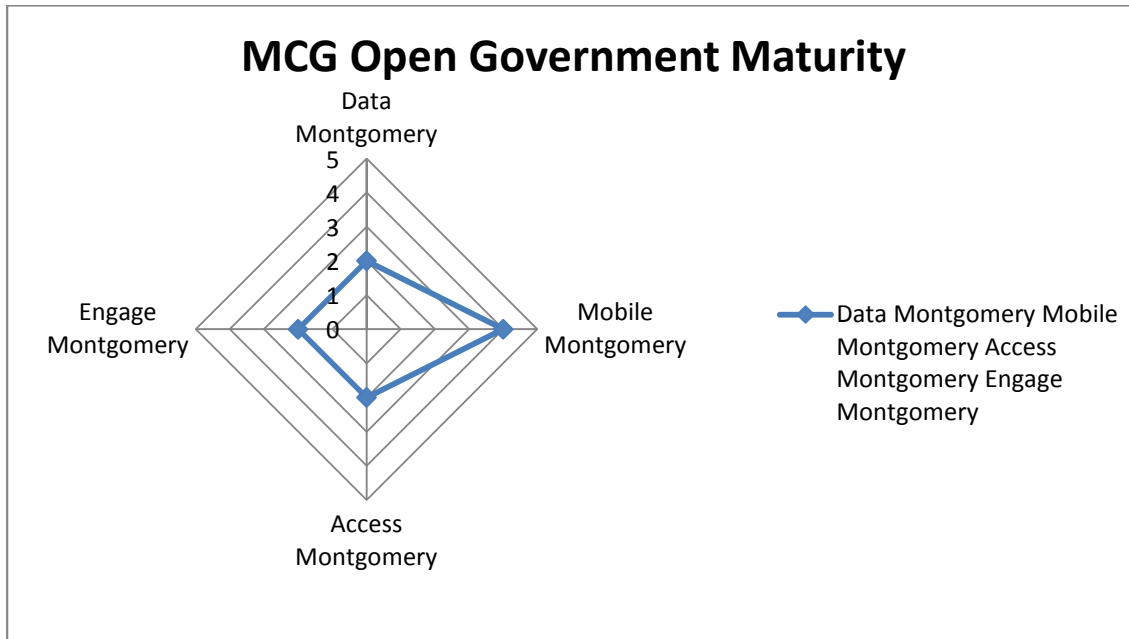 MCG Open Government Maturity
Data
Montgomery
5
4
3
2
1
0
Engage
Montgomery
Mobile
Montgomery
Access
Montgomery
Data Montgomery Mobile
Montgomery Access
Montgomery Engage
Montgomery